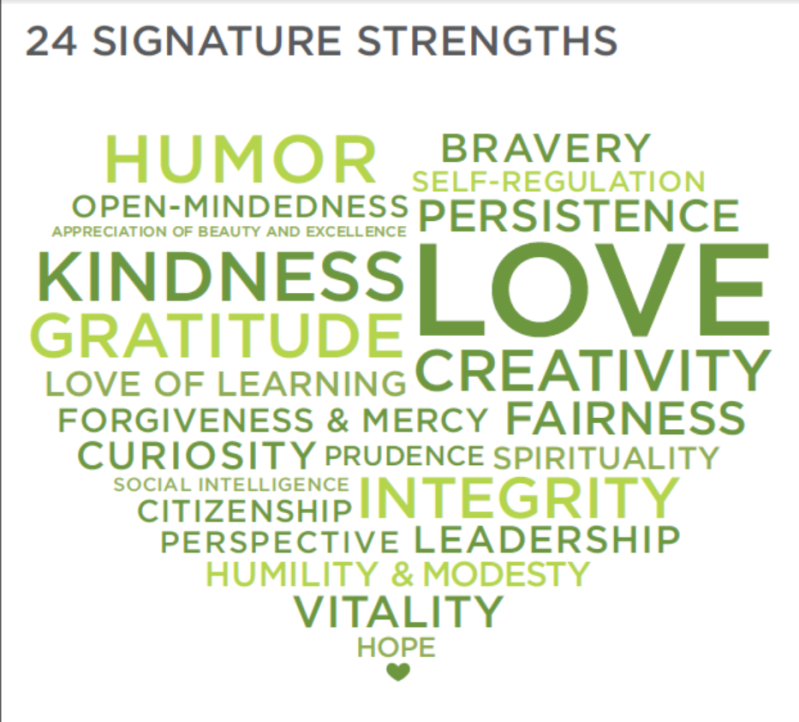 24 SIGNATURE STRENGTHS
HUMOR
BRAVERY
SELF-REGULATION
OPEN-MINDEDNESS
PERSISTENCE
APPRECIATION OF BEAUTY AND EXCELLENCE
KINDNESS
LOVE
GRATITUDE
CREATIVITY
LOVE OF LEARNING
FORGIVENESS & MERCY
FAIRNESS
CURIOSITY
PRUDENCE
SPIRITUALITY
SOCIAL INTELLIGENCE
INTEGRITY
CITIZENSHIP
PERSPECTIVE
LEADERSHIP
HUMILITY & MODESTY
VITALITY
HOPE